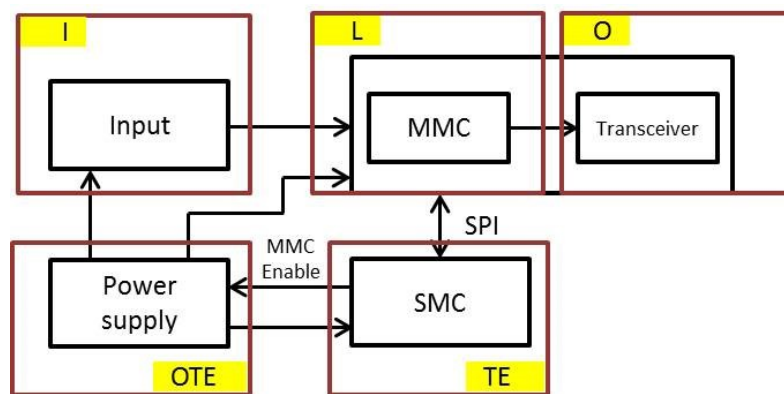 I
L
O
Input
MMC
Transceiver
SPI
MMC
Enable
Power
supply
SMC
OTE
TE